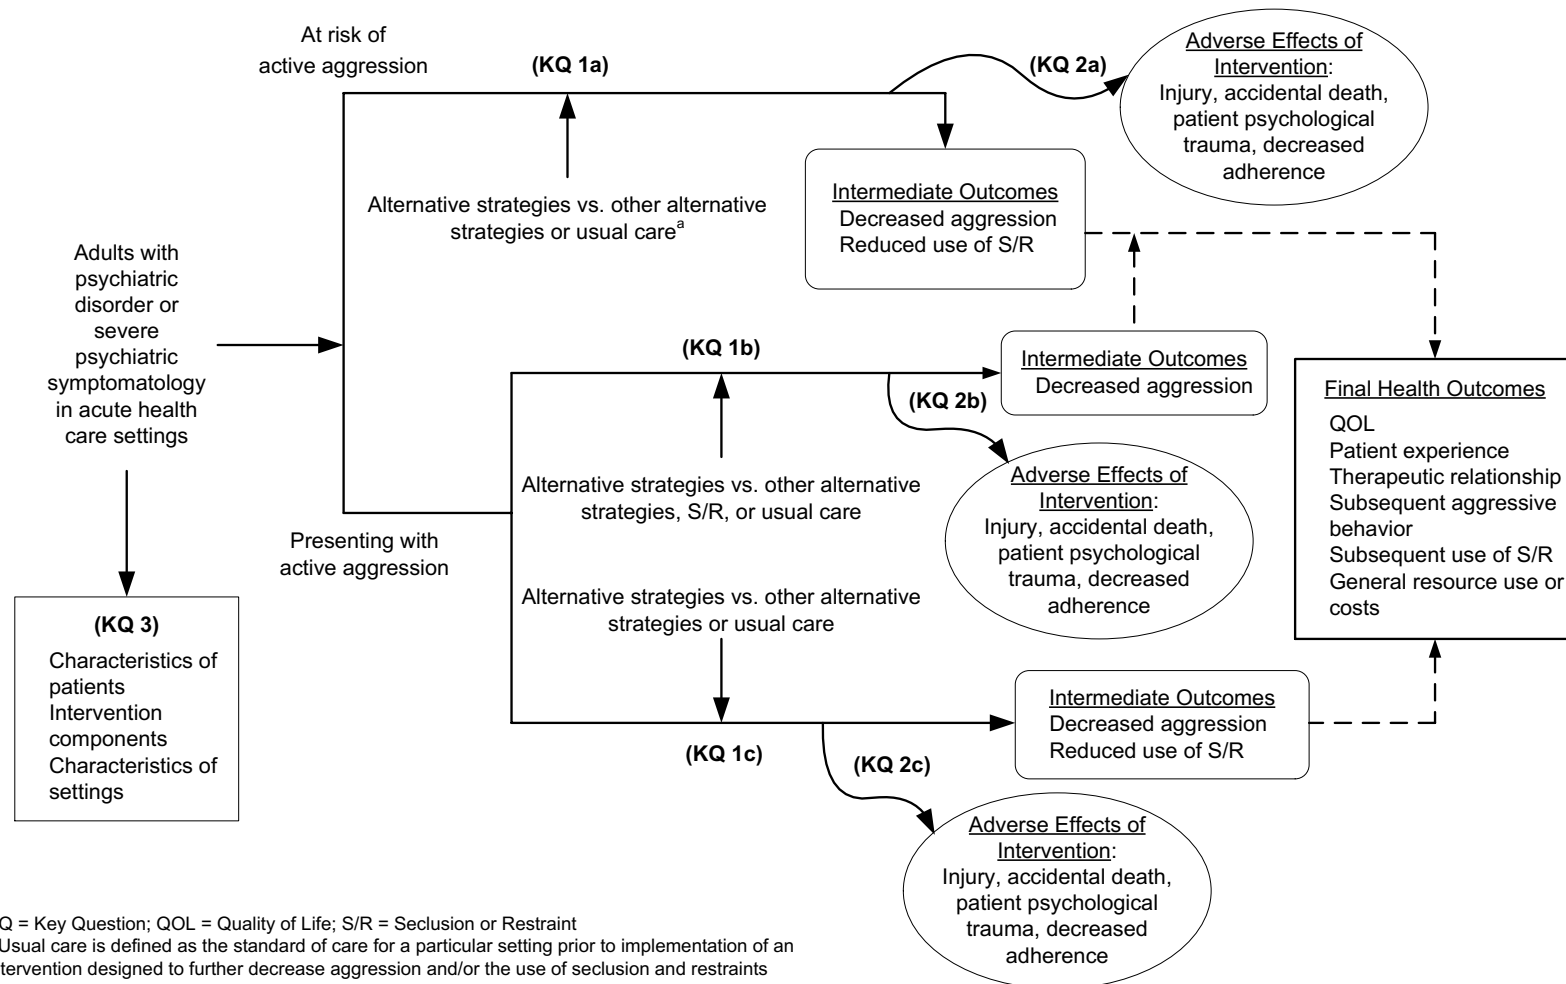 At risk of
active aggression
(KQ 1a)
(KQ 2a)
Adverse Effects of
Intervention:
Injury, accidental death,
patient psychological
trauma, decreased
adherence
Alternative strategies vs. other alternative
strategies or usual careᵃ
Intermediate Outcomes
Decreased aggression
Reduced use of S/R
Adults with
psychiatric
disorder or
severe
psychiatric
symptomatology
in acute health
care settings
(KQ 1b)
Intermediate Outcomes
Decreased aggression
(KQ 2b)
Alternative strategies vs. other alternative
strategies, S/R, or usual care
Adverse Effects of
Intervention:
Injury, accidental death,
patient psychological
trauma, decreased
adherence
Final Health Outcomes
QOL
Patient experience
Therapeutic relationship
Subsequent aggressive
behavior
Subsequent use of S/R
General resource use or
costs
Presenting with
active aggression
Alternative strategies vs. other alternative
strategies or usual care
(KQ 3)
Characteristics of
patients
Intervention
components
Characteristics of
settings
(KQ 1c)
(KQ 2c)
Intermediate Outcomes
Decreased aggression
Reduced use of S/R
Adverse Effects of
Intervention:
Injury, accidental death,
patient psychological
trauma, decreased
adherence
Q = Key Question; QOL = Quality of Life; S/R = Seclusion or Restraint
Usual care is defined as the standard of care for a particular setting prior to implementation of an
tervention designed to further decrease aggression and/or the use of seclusion and restraints